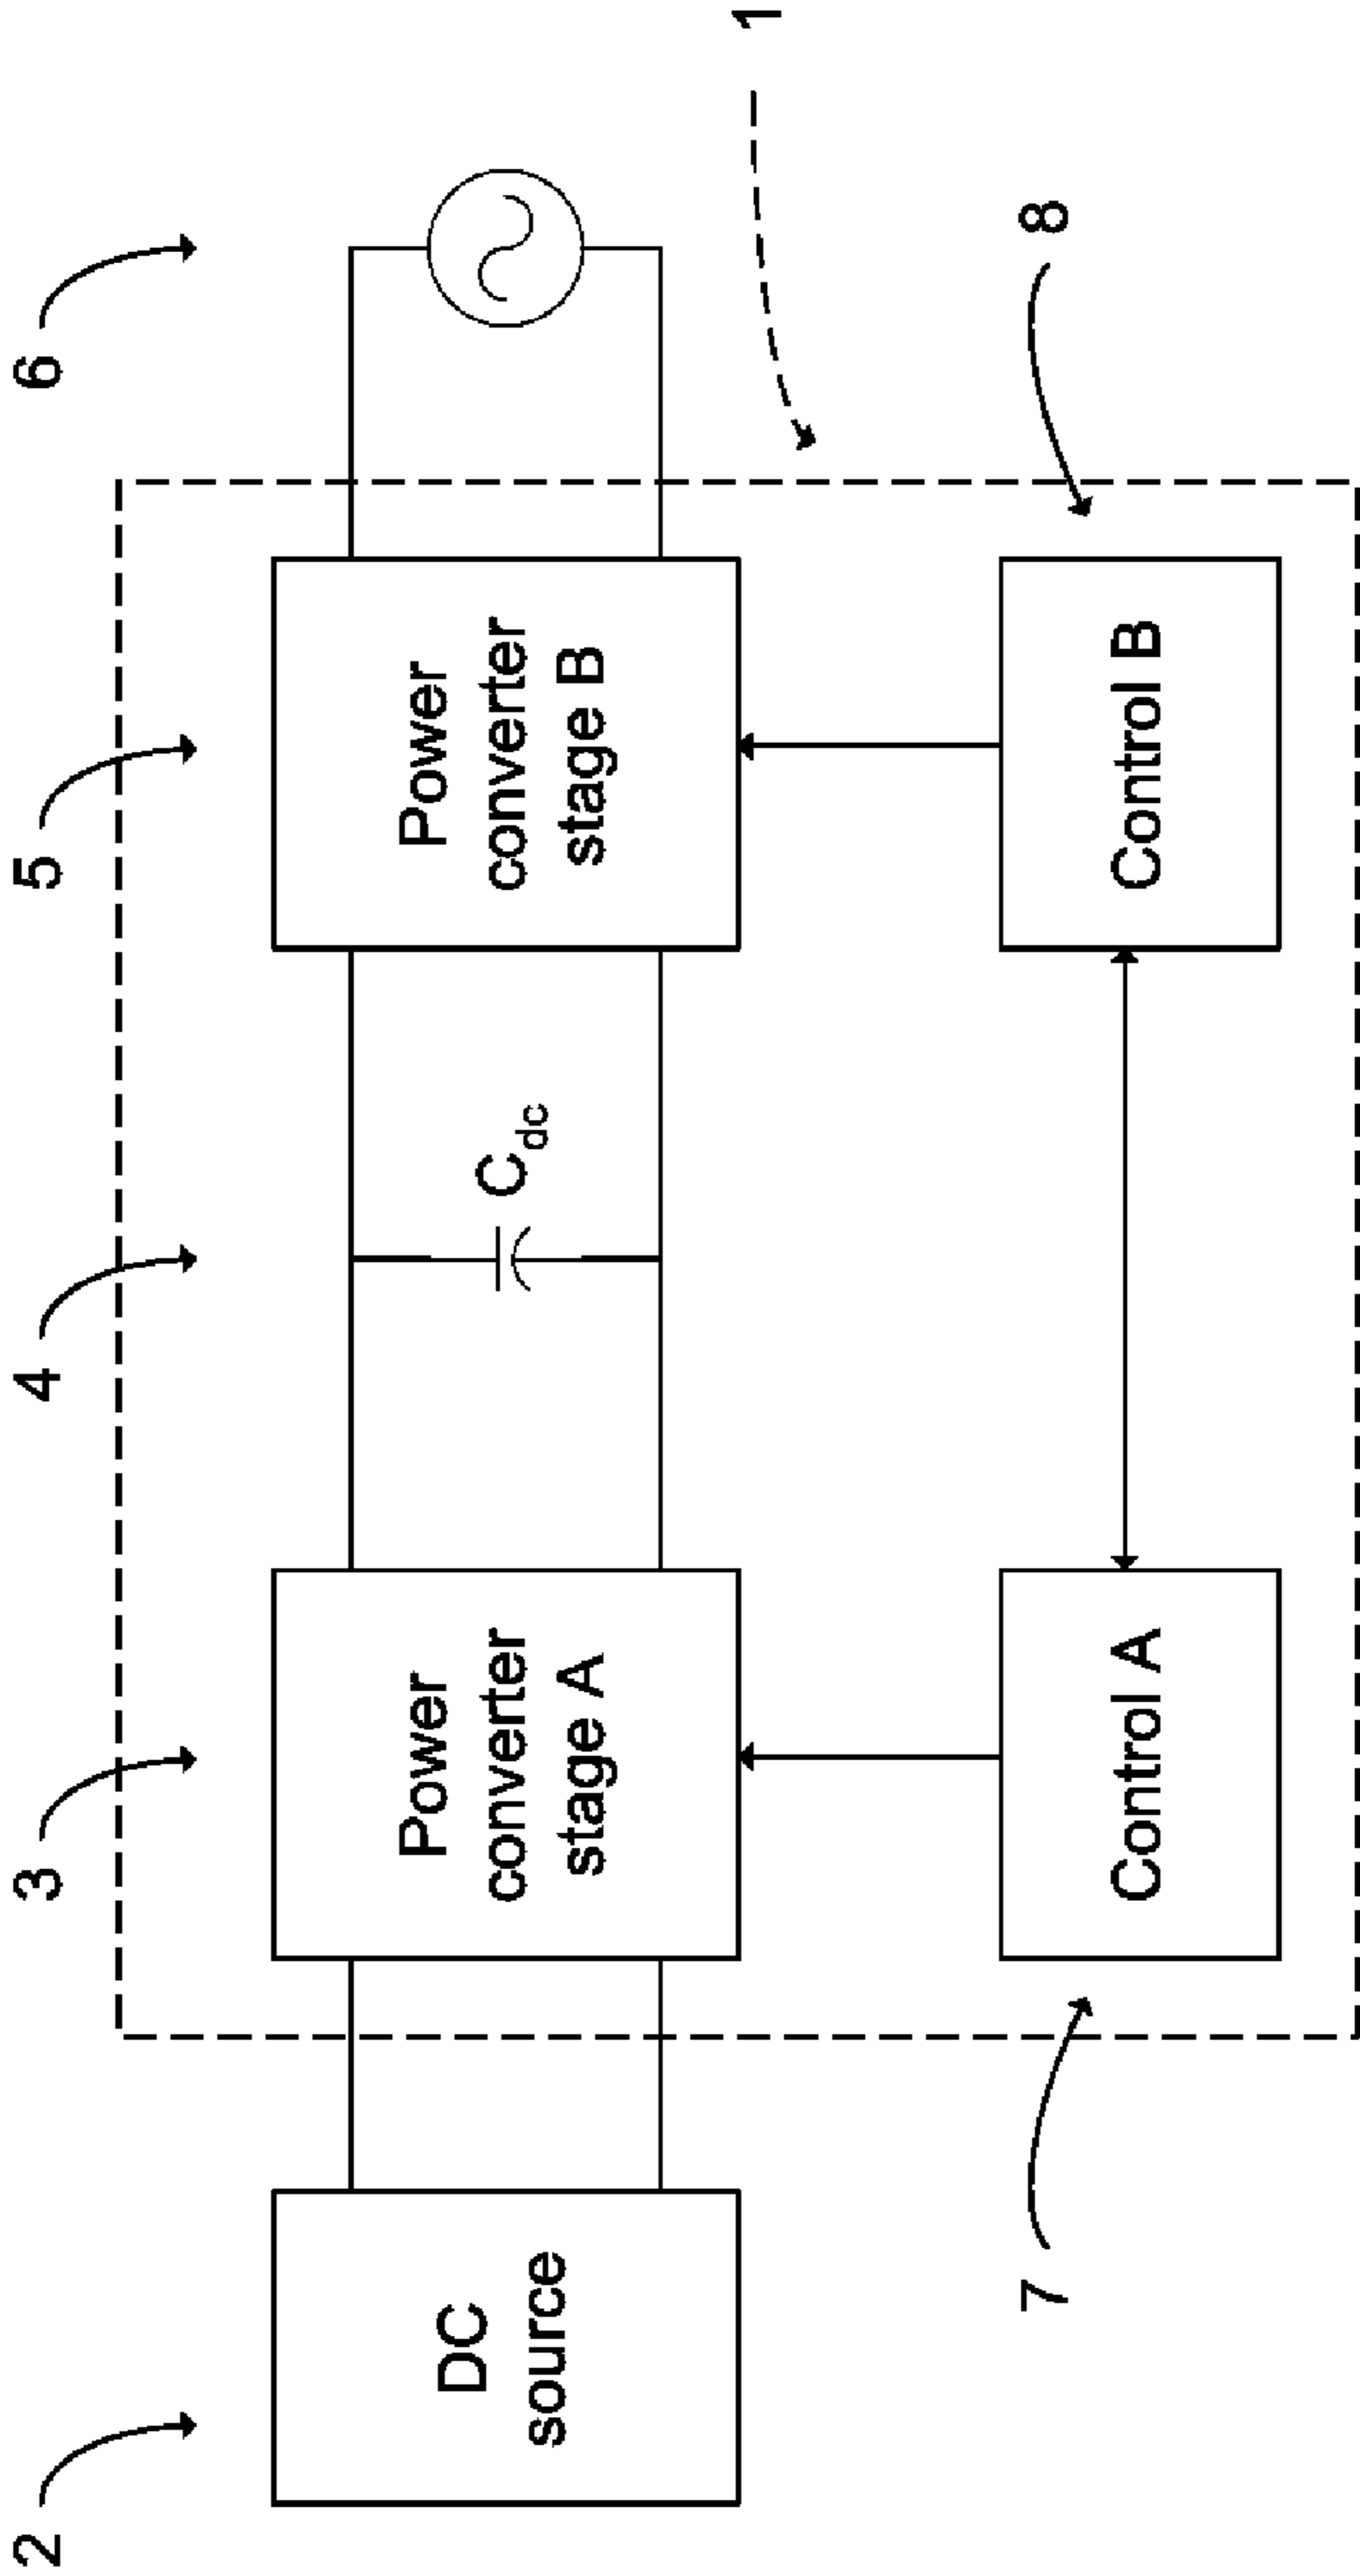 2
3
4
5
6
DC
source
Power
converter
stage A
C_dc
Power
converter
stage B
1
7
Control A
Control B
8